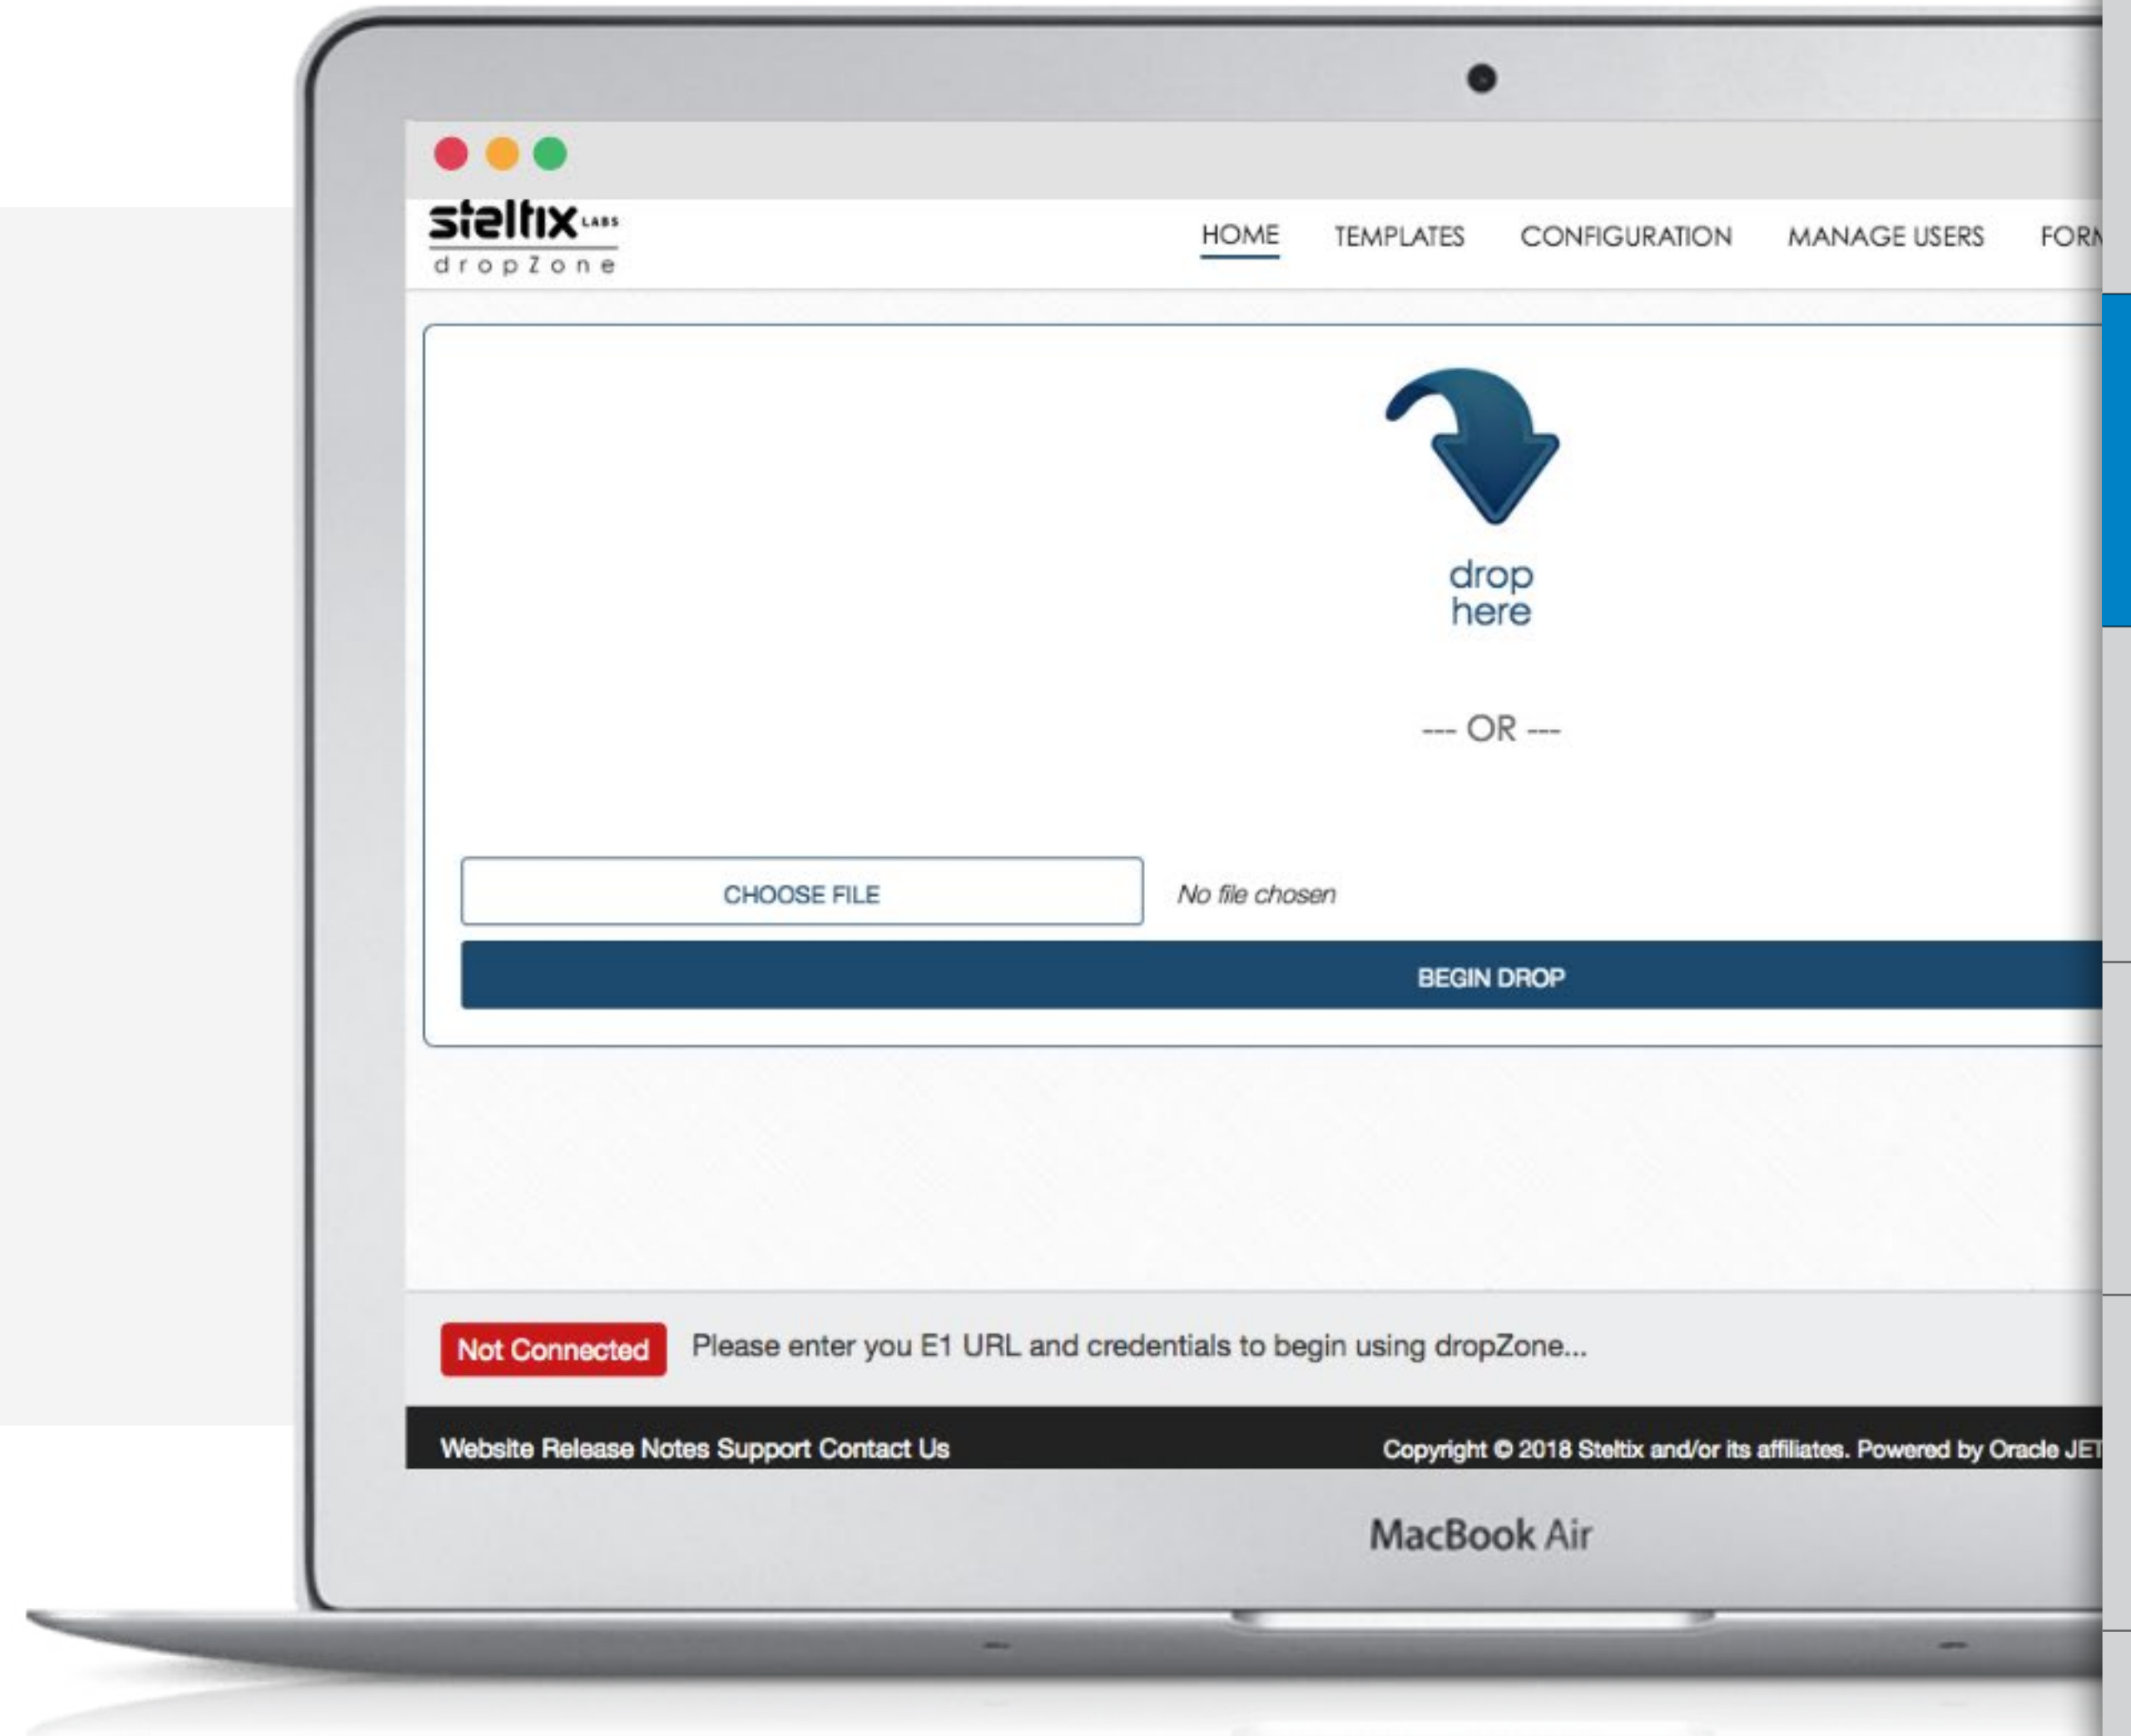 steltix LABS
dropZone
HOME TEMPLATES CONFIGURATION MANAGE USERS
drop
here
--- OR ---
CHOOSE FILE No file chosen
BEGIN DROP
Not Connected Please enter you E1 URL and credentials to begin using dropZone...
Website Release Notes Support Contact Us Copyright © 2018 Steltix and/or its affiliates. Powered by Oracle JET
MacBook Air